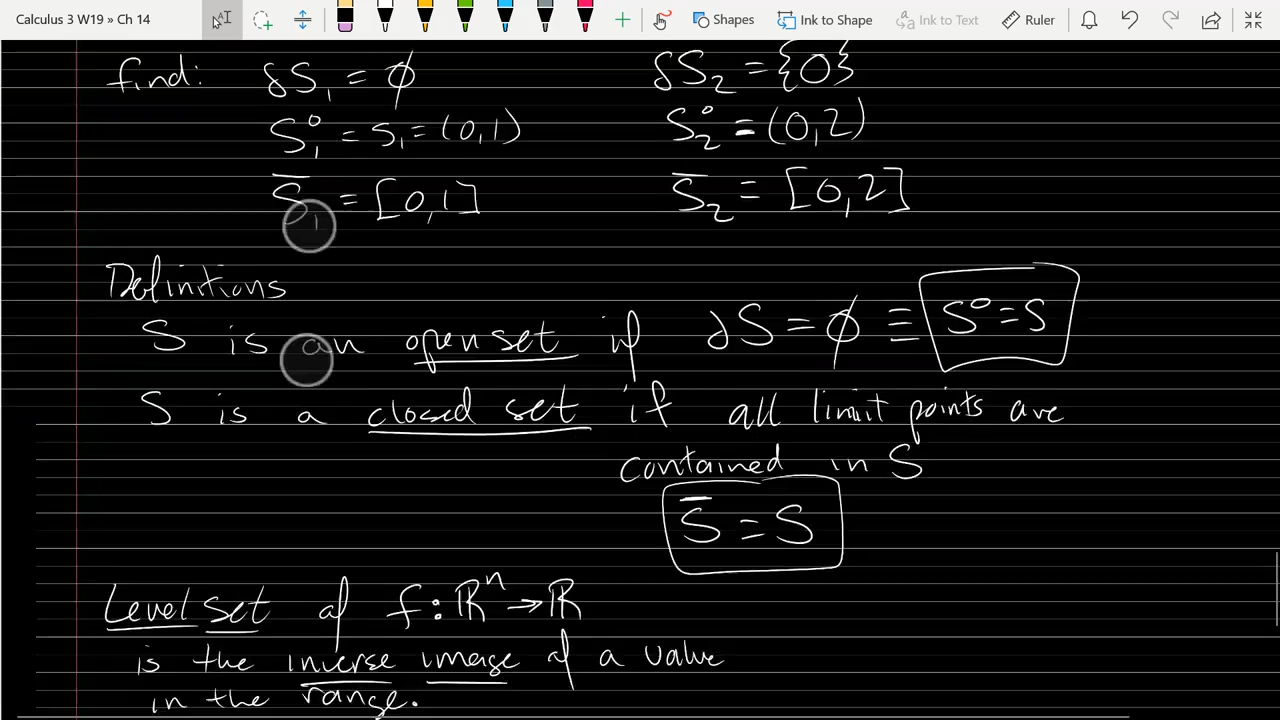 Calculus 3 W19 » Ch 14
Shapes
Ink to Shape
Ink to Text
Ruler
find: ∂S₁ = ∅ ∂S₂ = {0}
S₁° = S₁ = (0,1) S₂° = (0,2)
S̅₁ = [0,1] S̅₂ = [0,2]
Definitions
S is an open set if ∂S = ∅ ≡ S° = S
S is a closed set if all limit points are
contained in S
S̅ = S
Level set of f: ℝⁿ → ℝ
is the inverse image of a value
in the range.